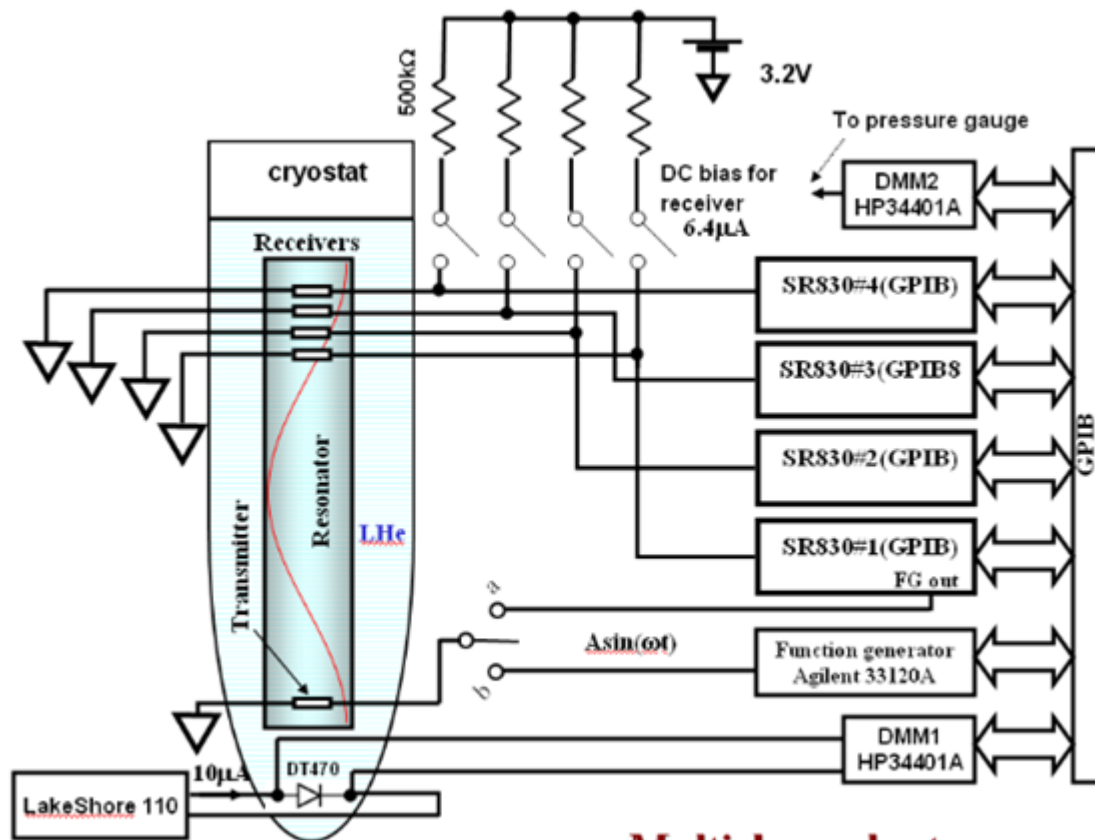 500kΩ
3.2V
To pressure gauge
cryostat
DC bias for
receiver
6.4µA
DMM2
HP34401A
Receivers
SR830#4(GPIB)
SR830#3(GPIB8
GPIB
Resonator
SR830#2(GPIB)
LHe
Transmitter
SR830#1(GPIB)
FG out
a
Asin(ωt)
b
Function generator
Agilent 33120A
DMM1
HP34401A
10µA
DT470
LakeShore 110